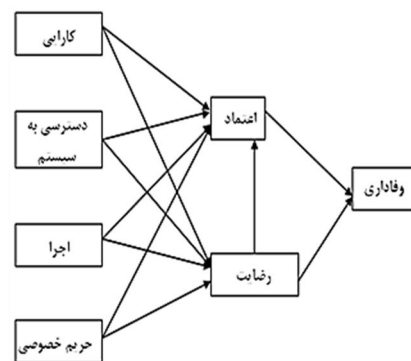 کارایی
دسترسی به
سیستم
اجرا
حریم خصوصی
اعتماد
رضایت
وفاداری